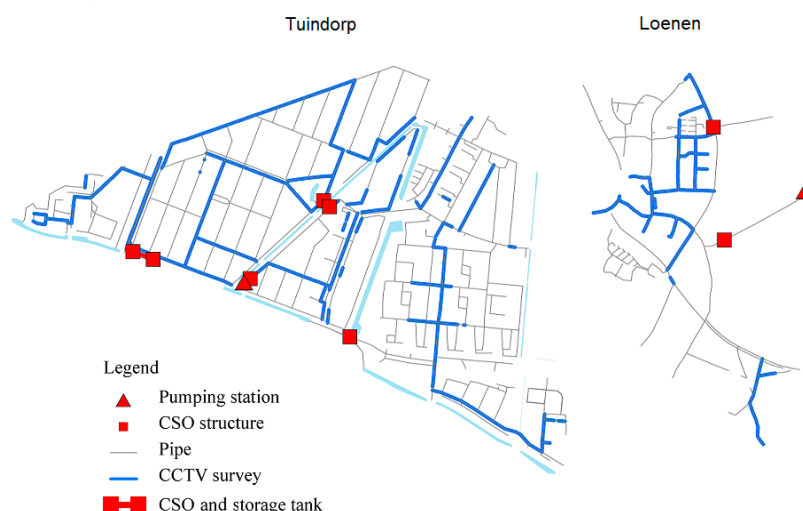 Tuindorp
Loenen
Legend
Pumping station
CSO structure
Pipe
CCTV survey
CSO and storage tank